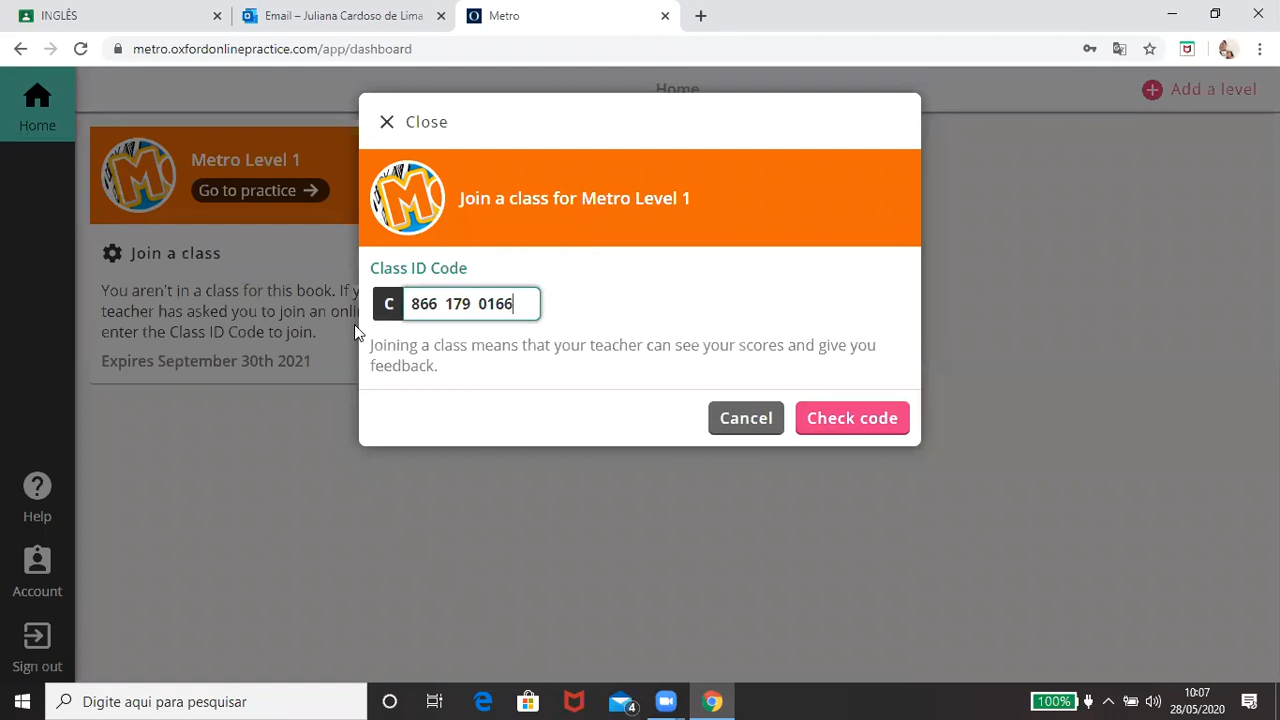 INGLÊS
Email – Juliana Cardoso de Lima
Metro
metro.oxfordonlinepractice.com/app/dashboard
Home
Add a level
Home
Close
Metro Level 1
Go to practice
M
Join a class for Metro Level 1
Join a class
Class ID Code
You aren't in a class for this book. If y
teacher has asked you to join an onli
enter the Class ID Code to join.
C 866 179 0166
Expires September 30th 2021
Joining a class means that your teacher can see your scores and give you
feedback.
Cancel
Check code
Help
Account
Sign out
Digite aqui para pesquisar
4
100%
10:07
28/05/2020